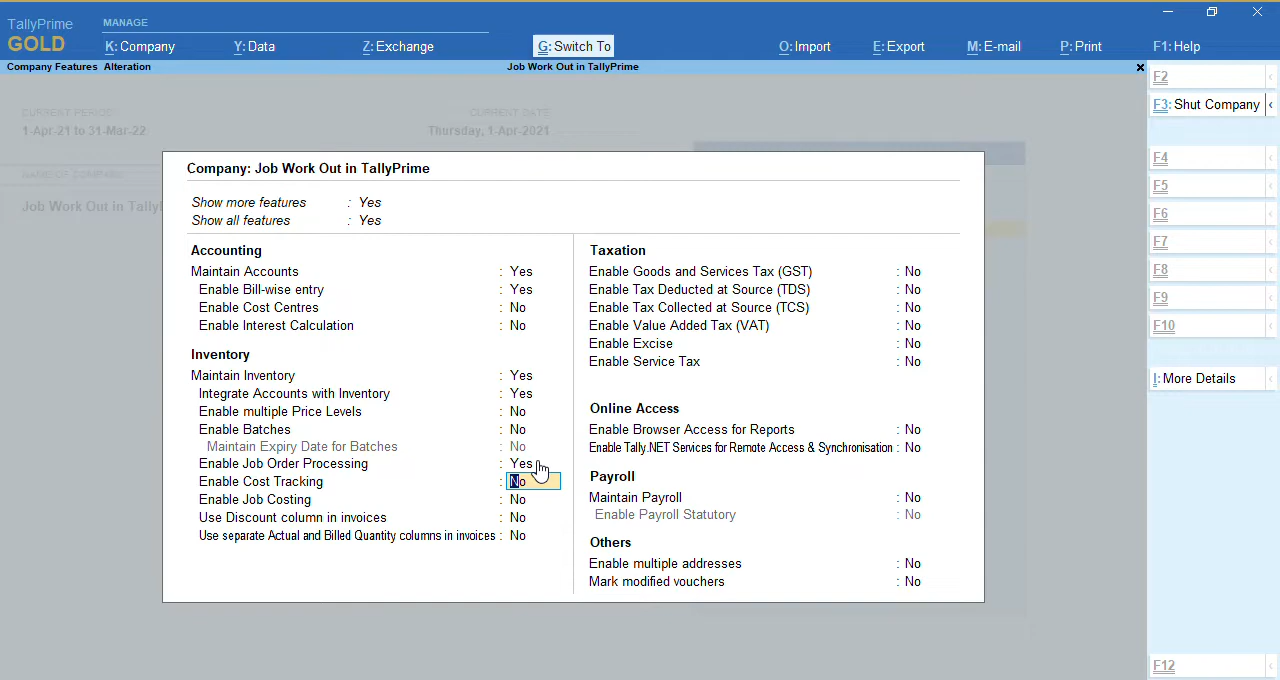 TallyPrime
GOLD
MANAGE
K: Company
Y: Data
Z: Exchange
G: Switch To
O: Import
E: Export
M: E-mail
P: Print
F1: Help
Company Features Alteration
Job Work Out in TallyPrime
CURRENT PERIOD
1-Apr-21 to 31-Mar-22
CURRENT DATE
Thursday, 1-Apr-2021
NAME OF COMPANY
Job Work Out in Tally
Company: Job Work Out in TallyPrime
Show more features : Yes
Show all features : Yes
Accounting
Maintain Accounts : Yes
Enable Bill-wise entry : Yes
Enable Cost Centres : No
Enable Interest Calculation : No
Inventory
Maintain Inventory : Yes
Integrate Accounts with Inventory : Yes
Enable multiple Price Levels : No
Enable Batches : No
Maintain Expiry Date for Batches : No
Enable Job Order Processing : Yes
Enable Cost Tracking : No
Enable Job Costing : No
Use Discount column in invoices : No
Use separate Actual and Billed Quantity columns in invoices : No
Taxation
Enable Goods and Services Tax (GST) : No
Enable Tax Deducted at Source (TDS) : No
Enable Tax Collected at Source (TCS) : No
Enable Value Added Tax (VAT) : No
Enable Excise : No
Enable Service Tax : No
Online Access
Enable Browser Access for Reports : No
Enable Tally.NET Services for Remote Access & Synchronisation : No
Payroll
Maintain Payroll : No
Enable Payroll Statutory : No
Others
Enable multiple addresses : No
Mark modified vouchers : No
F2
F3: Shut Company
F4
F5
F6
F7
F8
F9
F10
I: More Details
F12